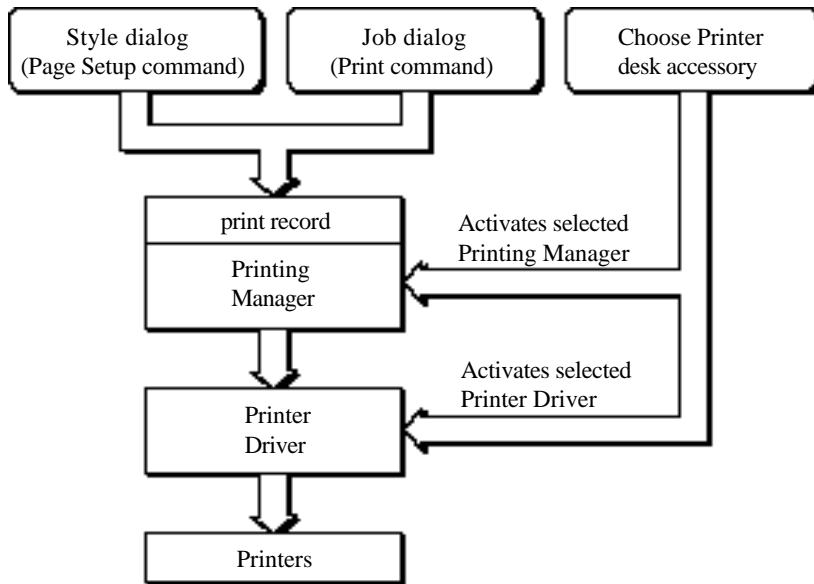 Style dialog
(Page Setup command)
Job dialog
(Print command)
Choose Printer
desk accessory
print record
Activates selected
Printing Manager
Printing
Manager
Activates selected
Printer Driver
Printer
Driver
Printers